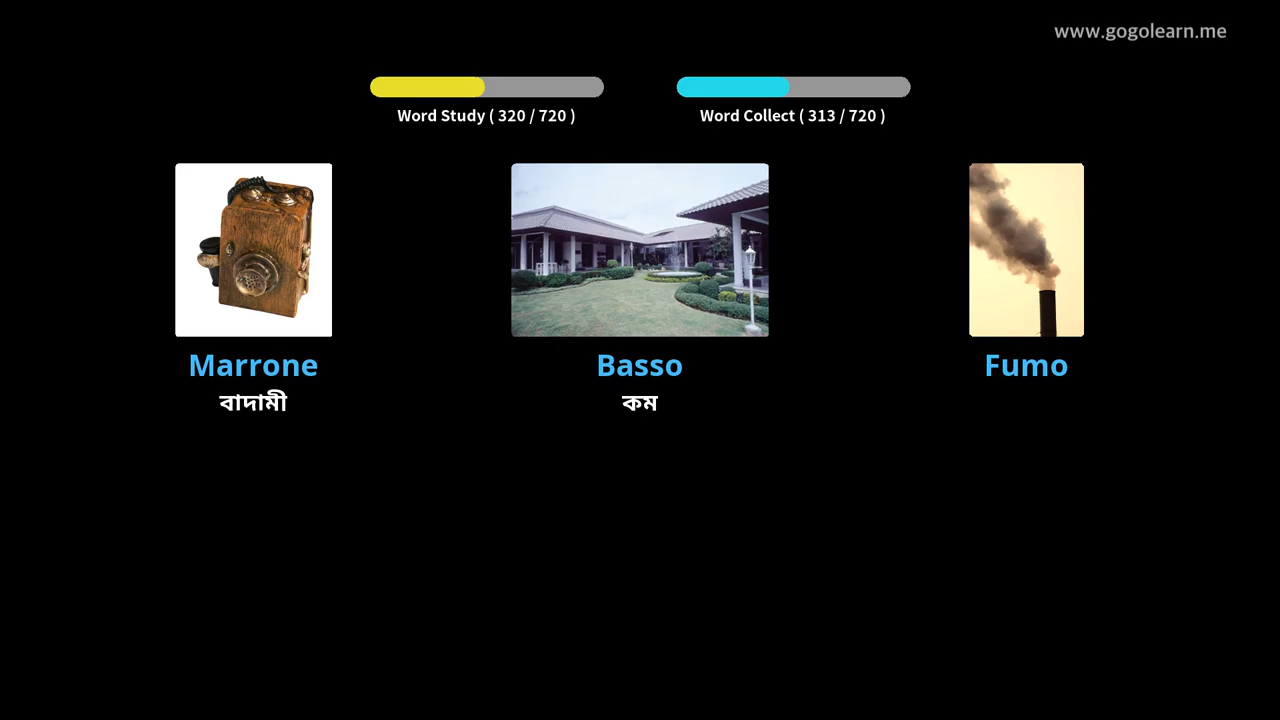 www.gogolearn.me
Word Study ( 320 / 720 )
Word Collect ( 313 / 720 )
Marrone
বাদামী
Basso
কম
Fumo